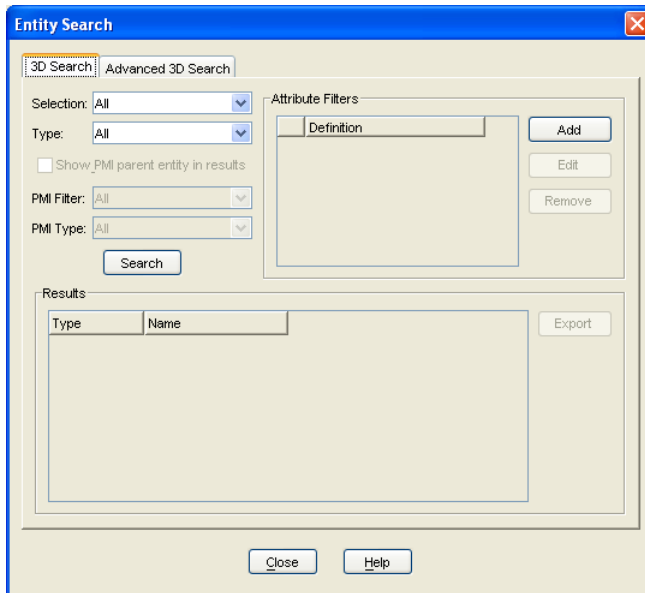 Entity Search
3D Search Advanced 3D Search
Selection: All
Type: All
Show PMI parent entity in results
PMI Filter: All
PMI Type: All
Search
Attribute Filters
Definition
Add
Edit
Remove
Results
Type Name
Export
Close Help